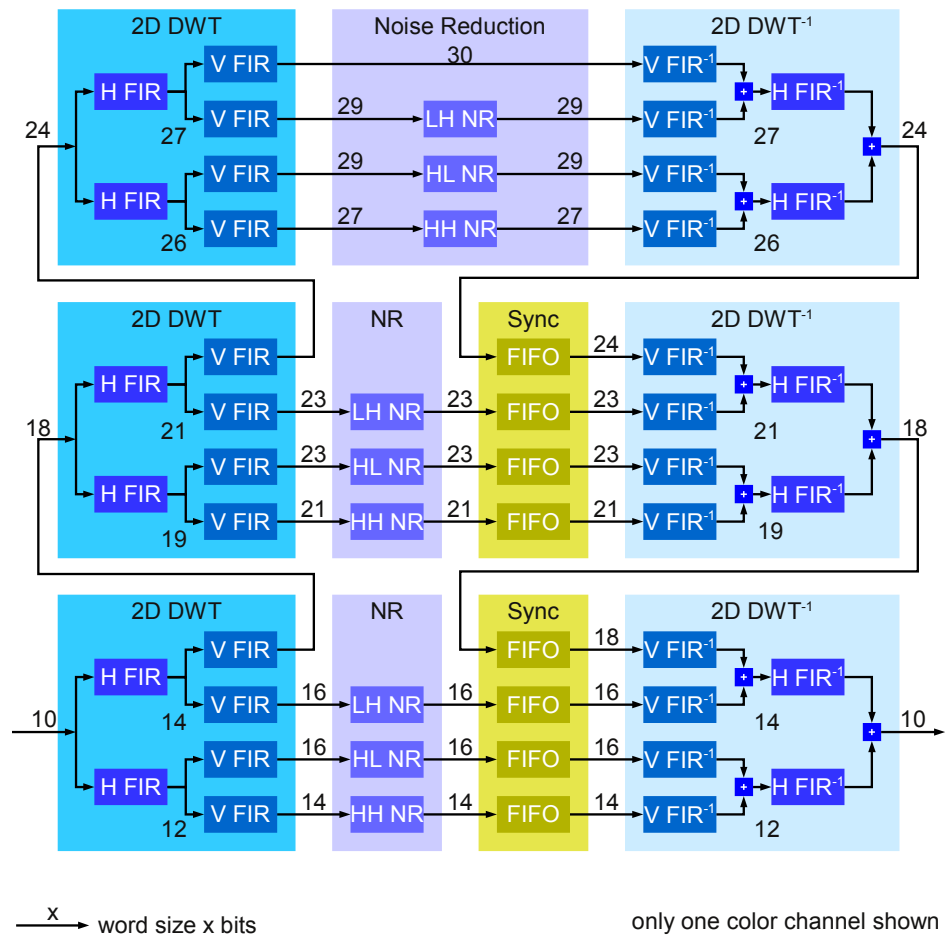 2D DWT Noise Reduction 2D DWT-1
V FIR 30 V FIR-1
H FIR + H FIR-1
24 27 V FIR 29 LH NR 29 V FIR-1 27 24
+
V FIR 29 HL NR 29 V FIR-1
H FIR + H FIR-1
26 V FIR 27 HH NR 27 V FIR-1 26
2D DWT NR Sync 2D DWT-1
V FIR FIFO 24 V FIR-1
H FIR + H FIR-1
18 21 V FIR 23 LH NR 23 FIFO 23 V FIR-1 21 18
+
V FIR 23 HL NR 23 FIFO 23 V FIR-1
H FIR + H FIR-1
19 V FIR 21 HH NR 21 FIFO 21 V FIR-1 19
2D DWT NR Sync 2D DWT-1
V FIR FIFO 18 V FIR-1
H FIR + H FIR-1
10 14 V FIR 16 LH NR 16 FIFO 16 V FIR-1 14 10
+
V FIR 16 HL NR 16 FIFO 16 V FIR-1
H FIR + H FIR-1
12 V FIR 14 HH NR 14 FIFO 14 V FIR-1 12
x word size x bits only one color channel shown